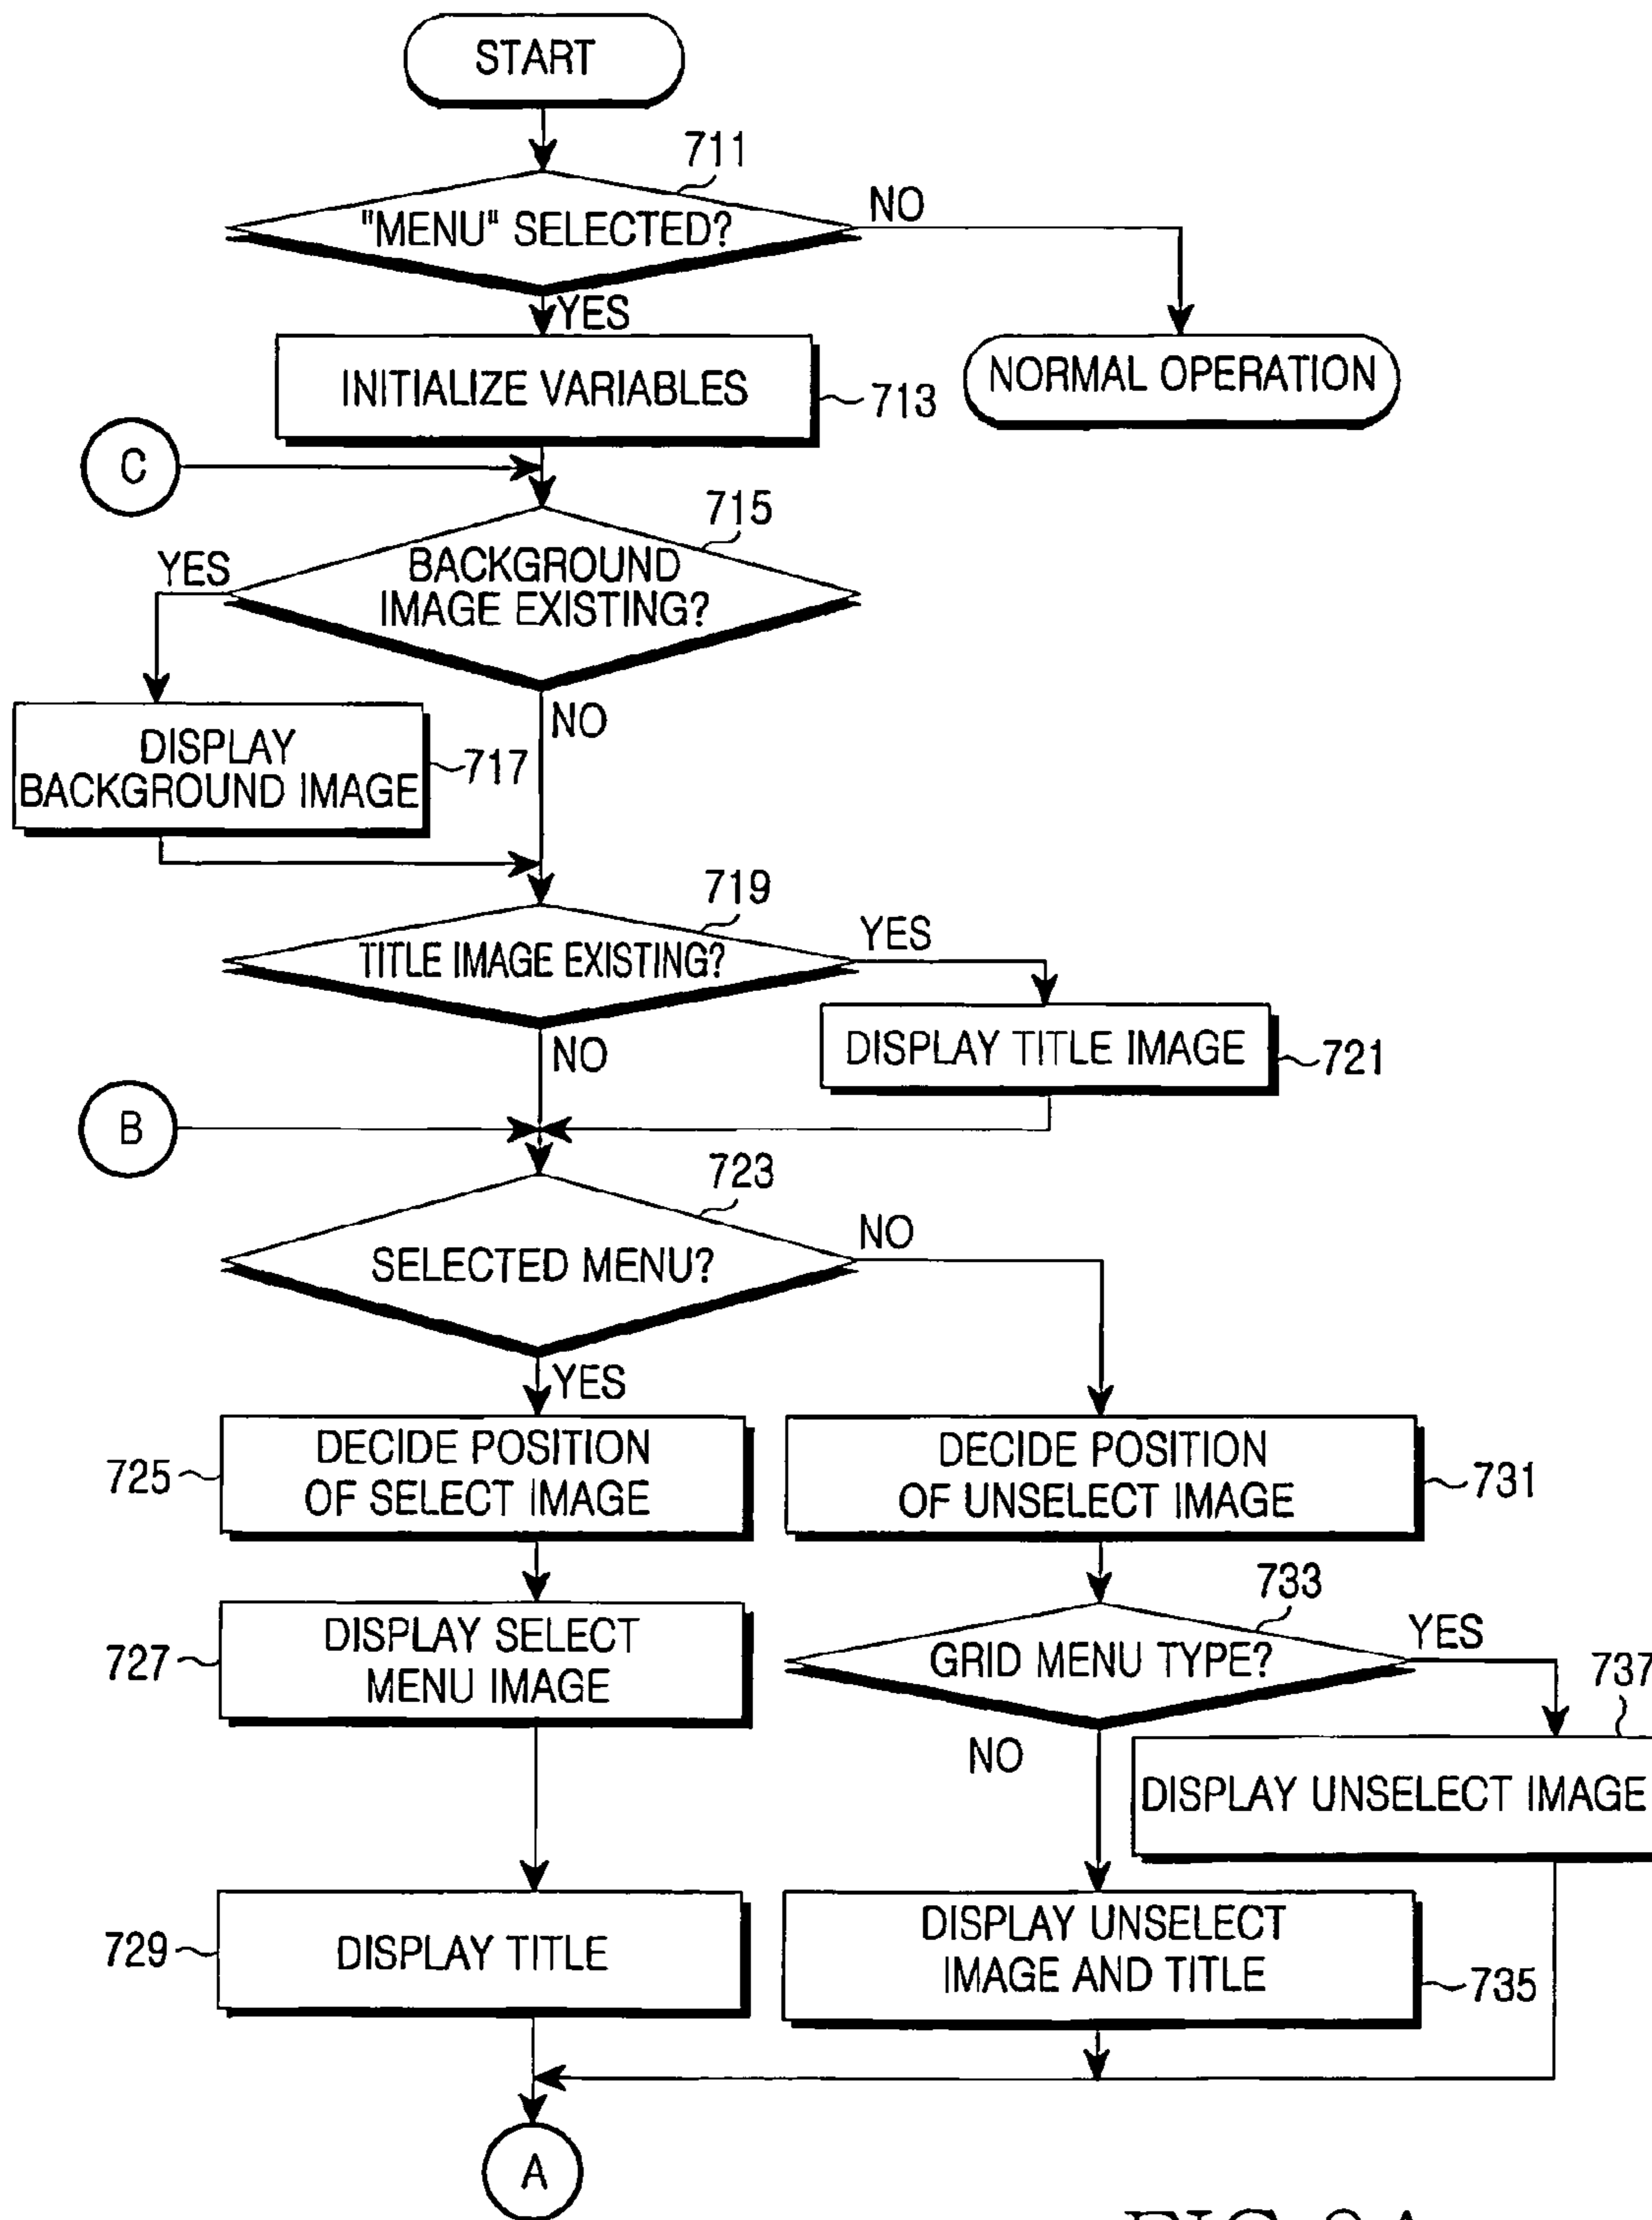 START
711
"MENU" SELECTED?
NO
YES
INITIALIZE VARIABLES
713
NORMAL OPERATION
C
715
YES
BACKGROUND
IMAGE EXISTING?
NO
DISPLAY
BACKGROUND IMAGE
717
719
TITLE IMAGE EXISTING?
YES
NO
DISPLAY TITLE IMAGE
721
B
723
SELECTED MENU?
NO
YES
725
DECIDE POSITION
OF SELECT IMAGE
DECIDE POSITION
OF UNSELECT IMAGE
731
727
DISPLAY SELECT
MENU IMAGE
733
GRID MENU TYPE?
YES
737
NO
DISPLAY UNSELECT IMAGE
729
DISPLAY TITLE
DISPLAY UNSELECT
IMAGE AND TITLE
735
A